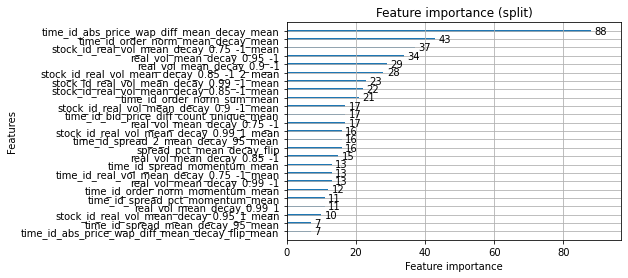 Feature importance (split)
time_id_abs_price_wap_diff_mean_decay_mean 88
time_id_order_norm_mean_decay_mean 43
stock_id_real_vol_mean_decay_0.75_-1_mean 37
real_vol_mean_decay_0.95_-1 34
real_vol_mean_decay_0.9_-1 29
stock_id_real_vol_mean_decay_0.85_-1_2_mean 28
stock_id_real_vol_mean_decay_0.99_-1_mean 23
stock_id_real_vol_mean_decay_0.85_-1_mean 22
time_id_order_norm_sum_mean 21
stock_id_real_vol_mean_decay_0.9_-1_mean 17
time_id_bid_price_diff_count_unique_mean 17
real_vol_mean_decay_0.75_-1 17
stock_id_real_vol_mean_decay_0.99_1_mean 16
time_id_spread_2_mean_decay_95_mean 16
spread_pct_mean_decay_flip 16
real_vol_mean_decay_0.85_-1 15
time_id_spread_momentum_mean 13
time_id_real_vol_mean_decay_0.75_-1_mean 13
real_vol_mean_decay_0.99_-1 13
time_id_order_norm_momentum_mean 12
time_id_spread_pct_momentum_mean 11
real_vol_mean_decay_0.99_1 11
stock_id_real_vol_mean_decay_0.95_1_mean 10
time_id_spread_mean_decay_95_mean 7
time_id_abs_price_wap_diff_mean_decay_flip_mean 7
Features
0 20 40 60 80
Feature importance